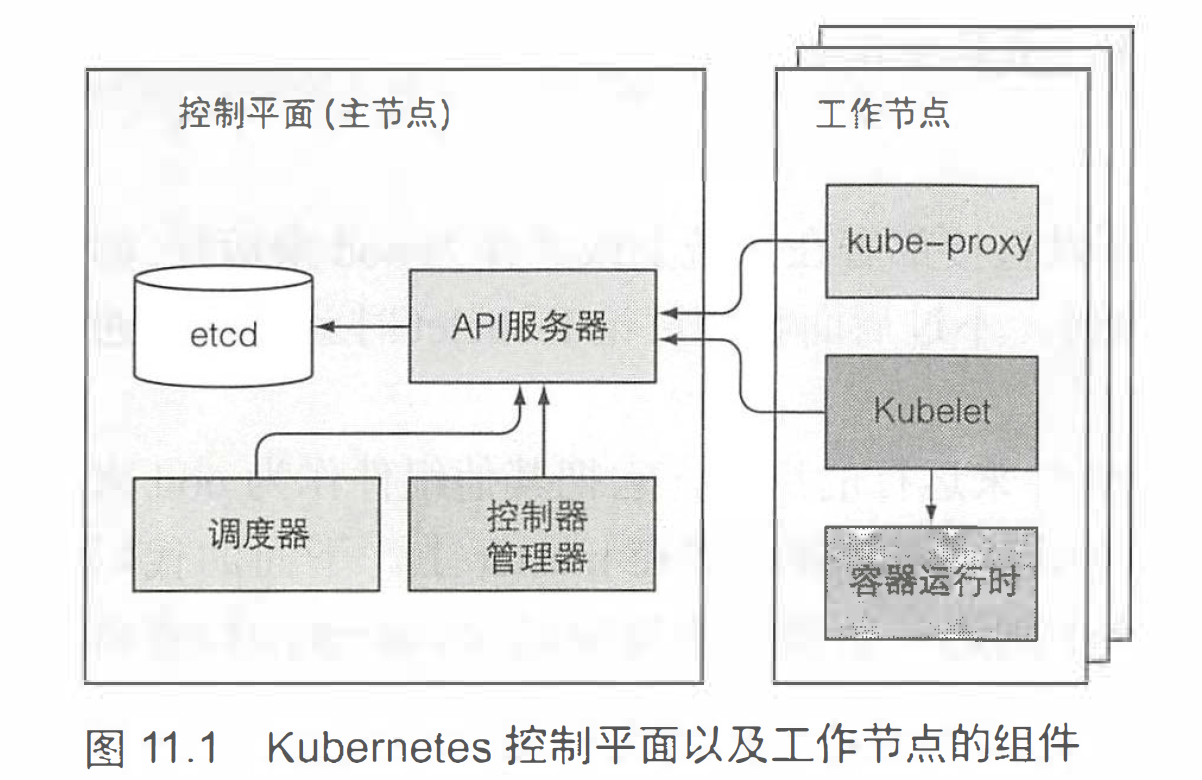 控制平面(主节点)
工作节点
kube-proxy
etcd
API服务器
Kubelet
调度器
控制器
管理器
容器运行时
图 11.1 Kubernetes 控制平面以及工作节点的组件